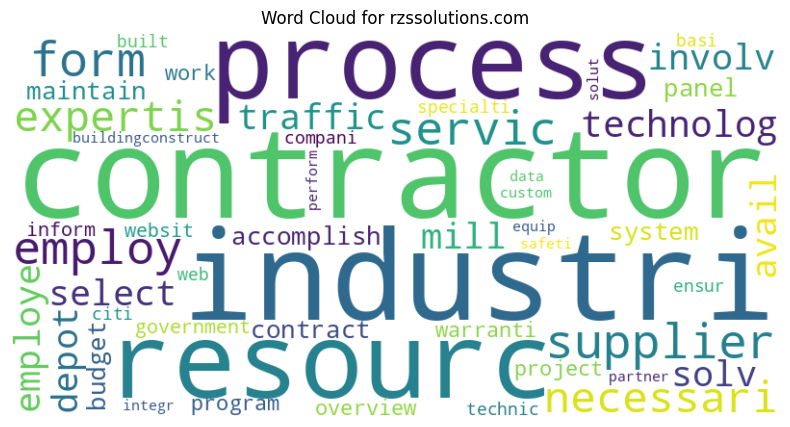 Word Cloud for rzssolutions.com
built
process
solut
basi
form
work
involv
maintain
panel
expertis
traffic
specialti
servic
technolog
buildingconstruct
compani
contractor
perform
data
custom
avail
inform
websit
accomplish
mill
equip
system
safeti
employ
industri
web
select
ensur
employe
depot
budget
citi
government
contract
warranti
supplier
resourc
project
solv
partner
necessari
integr
program
overview
technic